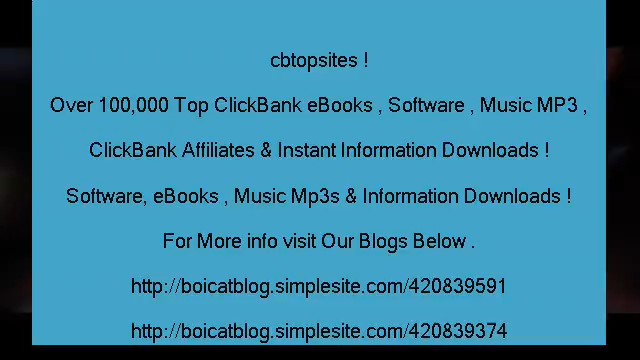 cbtopsites !
Over 100,000 Top ClickBank eBooks , Software , Music MP3 ,
ClickBank Affiliates & Instant Information Downloads !
Software, eBooks , Music Mp3s & Information Downloads !
For More info visit Our Blogs Below .
http://boicatblog.simplesite.com/420839591
http://boicatblog.simplesite.com/420839374